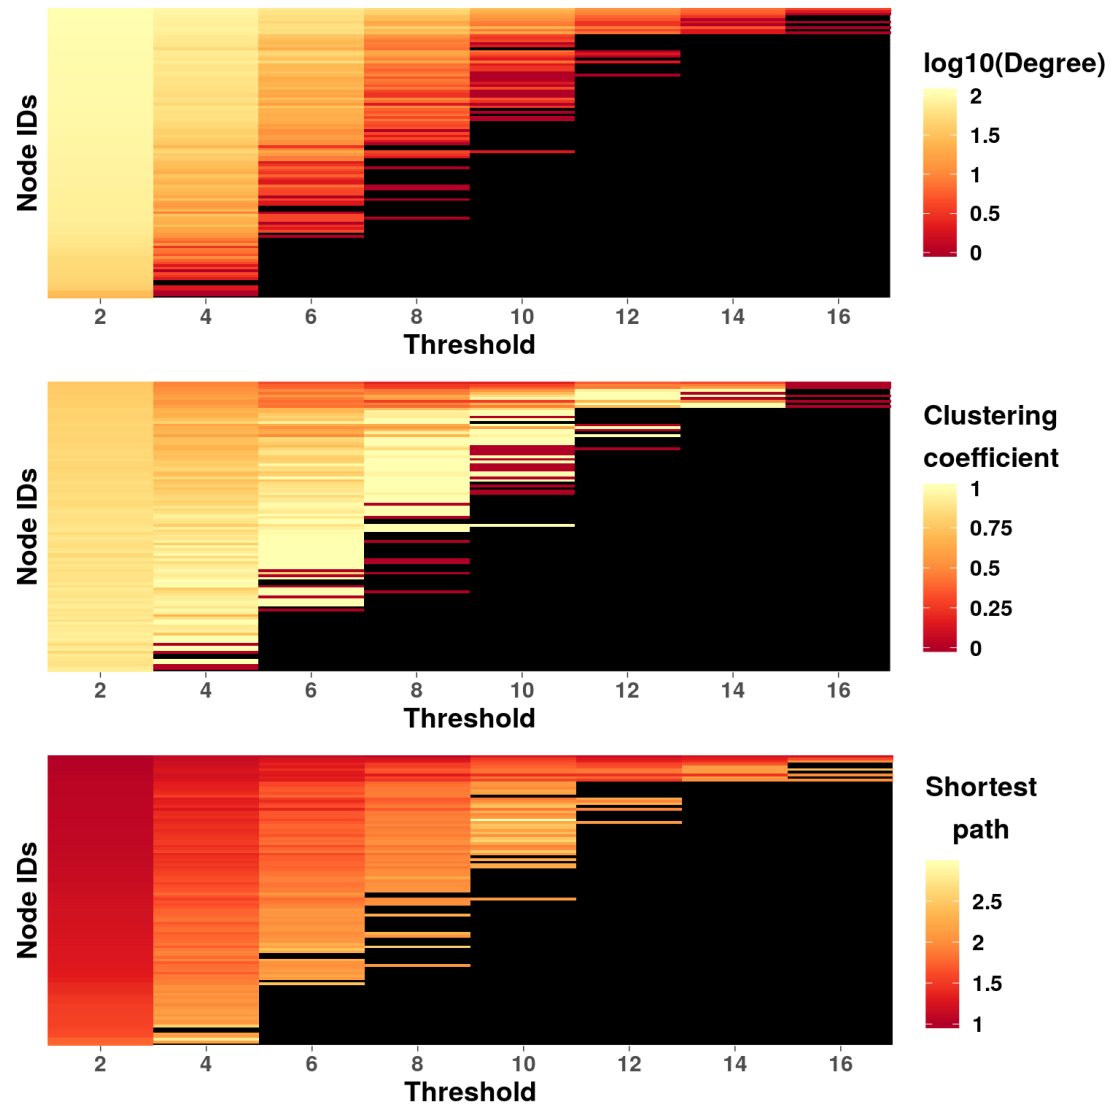 log10(Degree)
2
1.5
1
0.5
0
Node IDs
2 4 6 8 10 12 14 16
Threshold
Clustering
coefficient
1
0.75
0.5
0.25
0
Node IDs
2 4 6 8 10 12 14 16
Threshold
Shortest
path
2.5
2
1.5
1
Node IDs
2 4 6 8 10 12 14 16
Threshold